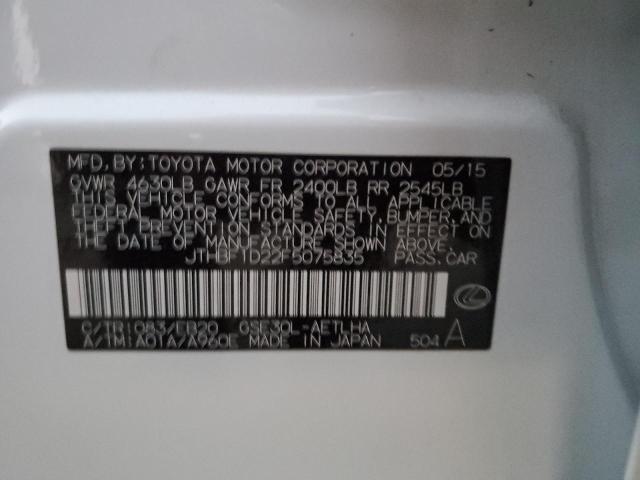 MFD. BY: TOYOTA MOTOR CORPORATION 05/15
GVWR 4630LB GAWR FR 2400LB RR 2545LB
THIS VEHICLE CONFORMS TO ALL APPLICABLE
FEDERAL MOTOR VEHICLE SAFETY, BUMPER, AND
THEFT PREVENTION STANDARDS IN EFFECT ON
THE DATE OF MANUFACTURE SHOWN ABOVE.
JTHBF1D22F5075835 PASS. CAR
C/TR: 083/EB20 GSE30L-AETLHA
A/TM: A01A/A960E MADE IN JAPAN 504 A